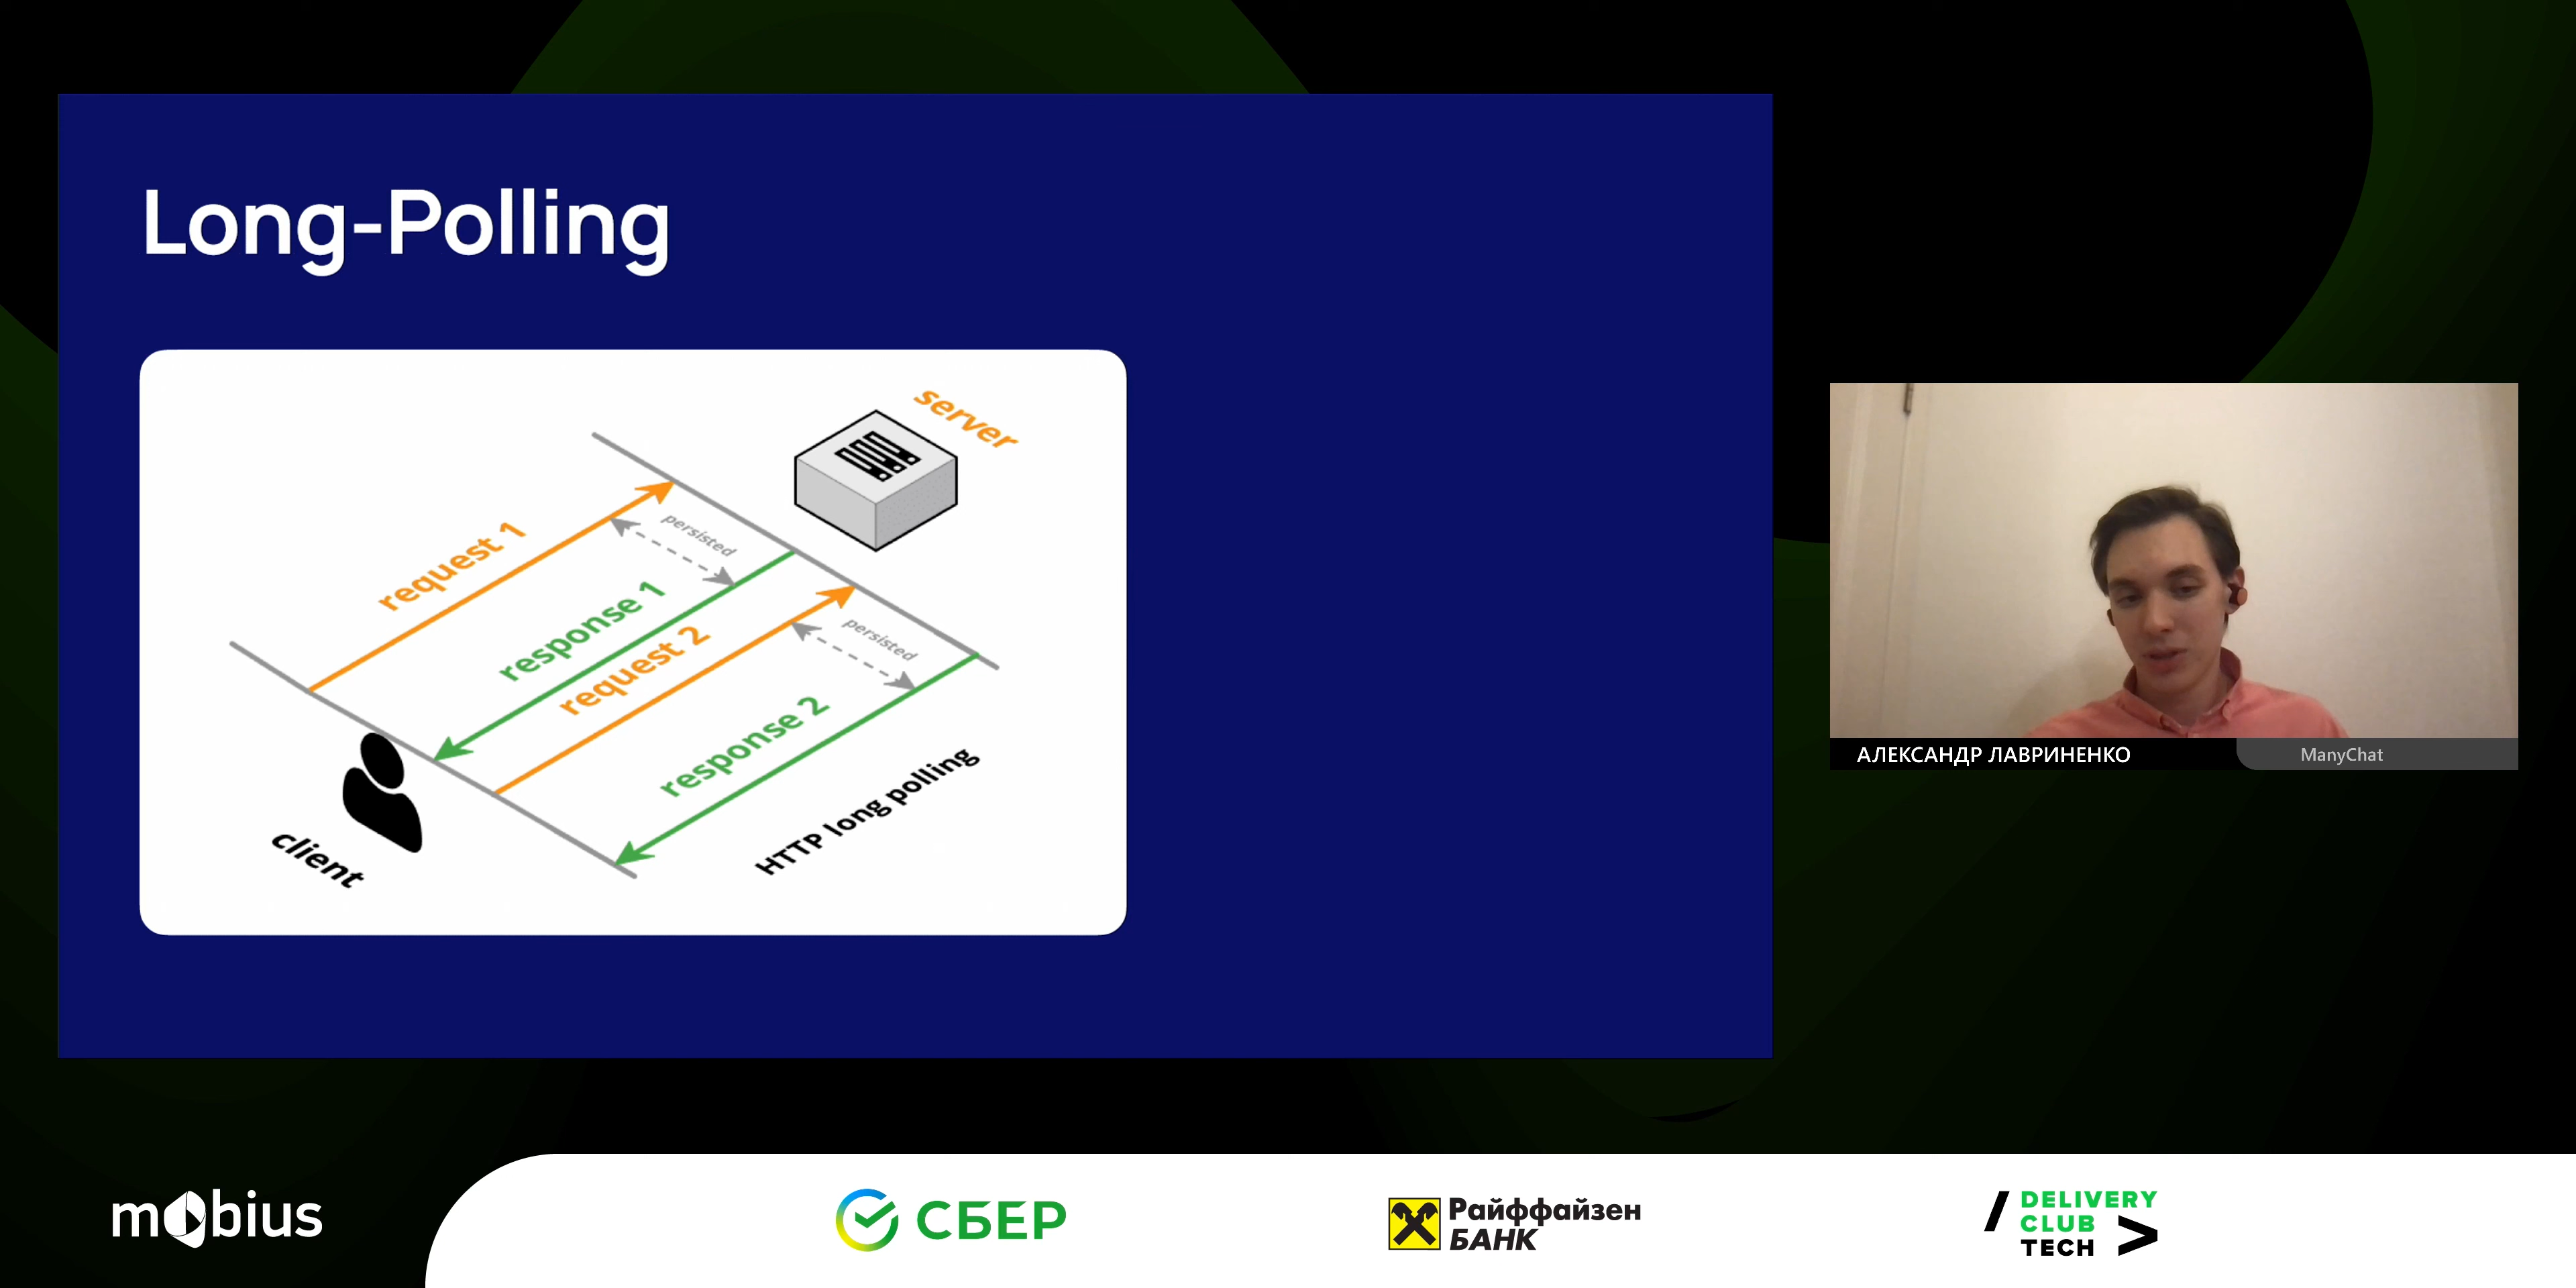 Long-Polling
server
request 1
persisted
response 1
request 2
persisted
response 2
HTTP long polling
client
АЛЕКСАНДР ЛАВРИНЕНКО
ManyChat
mobius
СБЕР
Райффайзен
БАНК
/ DELIVERY
CLUB
TECH >